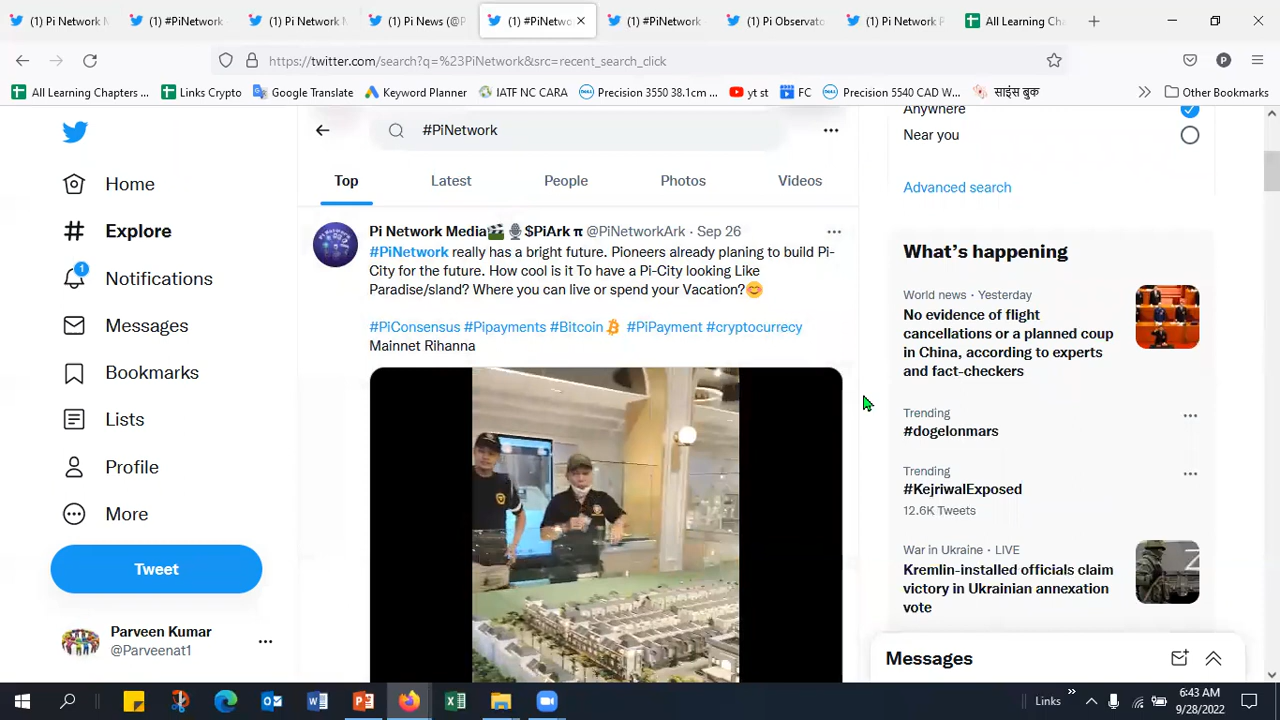 (1) Pi Network M
(1) #PiNetwork
(1) Pi Network M
(1) Pi News (@P
(1) #PiNetwo
(1) #PiNetwork
(1) Pi Observato
(1) Pi Network P
All Learning Cha
https://twitter.com/search?q=%23PiNetwork&src=recent_search_click
P
All Learning Chapters ...
Links Crypto
Google Translate
Keyword Planner
IATF NC CARA
Precision 3550 38.1cm ...
yt st
FC
Precision 5540 CAD W...
साइंस बुक
Other Bookmarks
Home
Explore
1
Notifications
Messages
Bookmarks
Lists
Profile
More
Tweet
Parveen Kumar
@Parveenat1
#PiNetwork
Top
Latest
People
Photos
Videos
Pi Network Media🎬🎙️$PiArk π @PiNetworkArk · Sep 26
#PiNetwork really has a bright future. Pioneers already planing to build Pi-
City for the future. How cool is it To have a Pi-City looking Like
Paradise/sland? Where you can live or spend your Vacation?😊
#PiConsensus #Pipayments #Bitcoin #PiPayment #cryptocurrecy
Mainnet Rihanna
Anywhere
Near you
Advanced search
What's happening
World news · Yesterday
No evidence of flight
cancellations or a planned coup
in China, according to experts
and fact-checkers
Trending
#dogelonmars
Trending
#KejriwalExposed
12.6K Tweets
War in Ukraine · LIVE
Kremlin-installed officials claim
victory in Ukrainian annexation
vote
Messages
Links
6:43 AM
9/28/2022